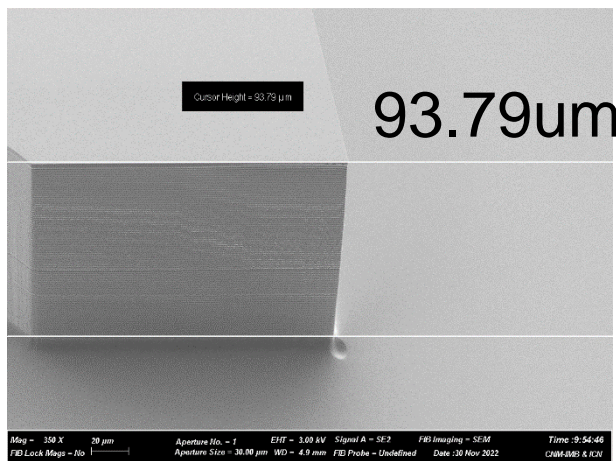 Cursor Height = 93.79 µm
93.79um
Mag = 350 X 20 µm Aperture No. = 1 EHT = 3.00 kV Signal A = SE2 FIB Imaging = SEM Time :9:54:46
FIB Lock Mags = No Aperture Size = 30.00 µm WD = 4.9 mm FIB Probe = Undefined Date :30 Nov 2022 CNM-IMB & ICN